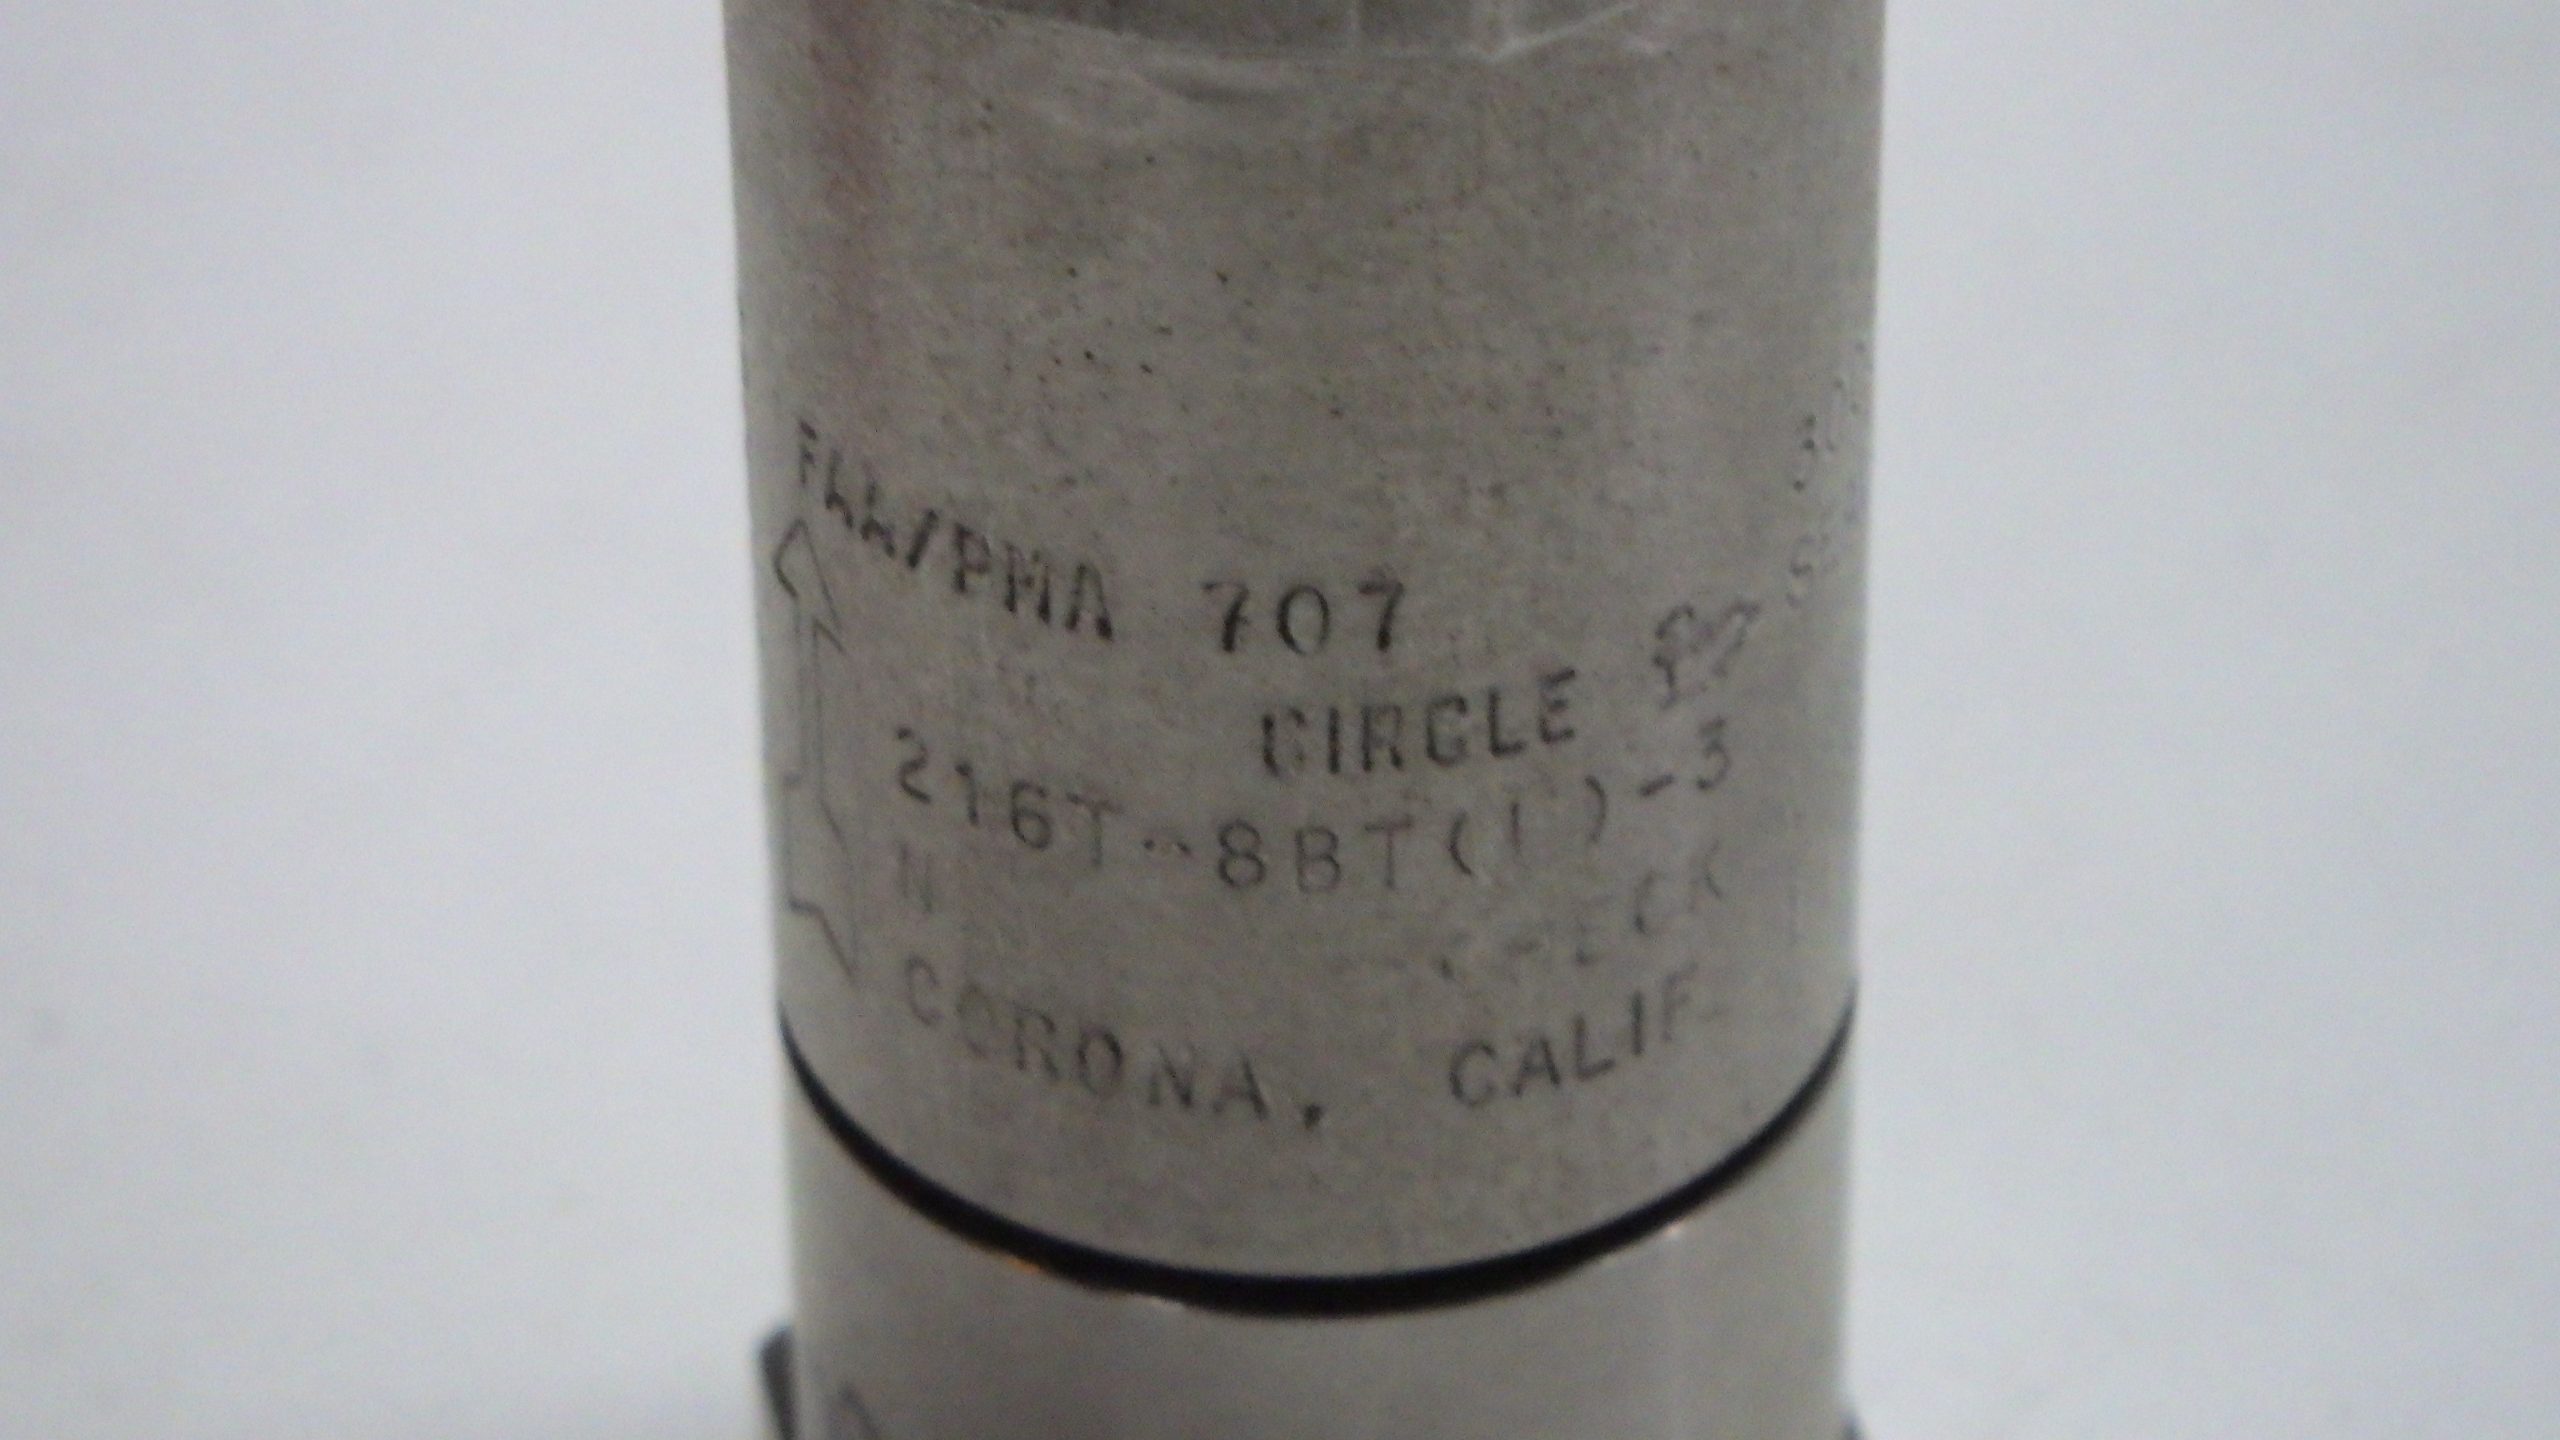 FAA/PMA 707
CIRCLE
216T-8BT(1)-3
CORONA, CALIF.